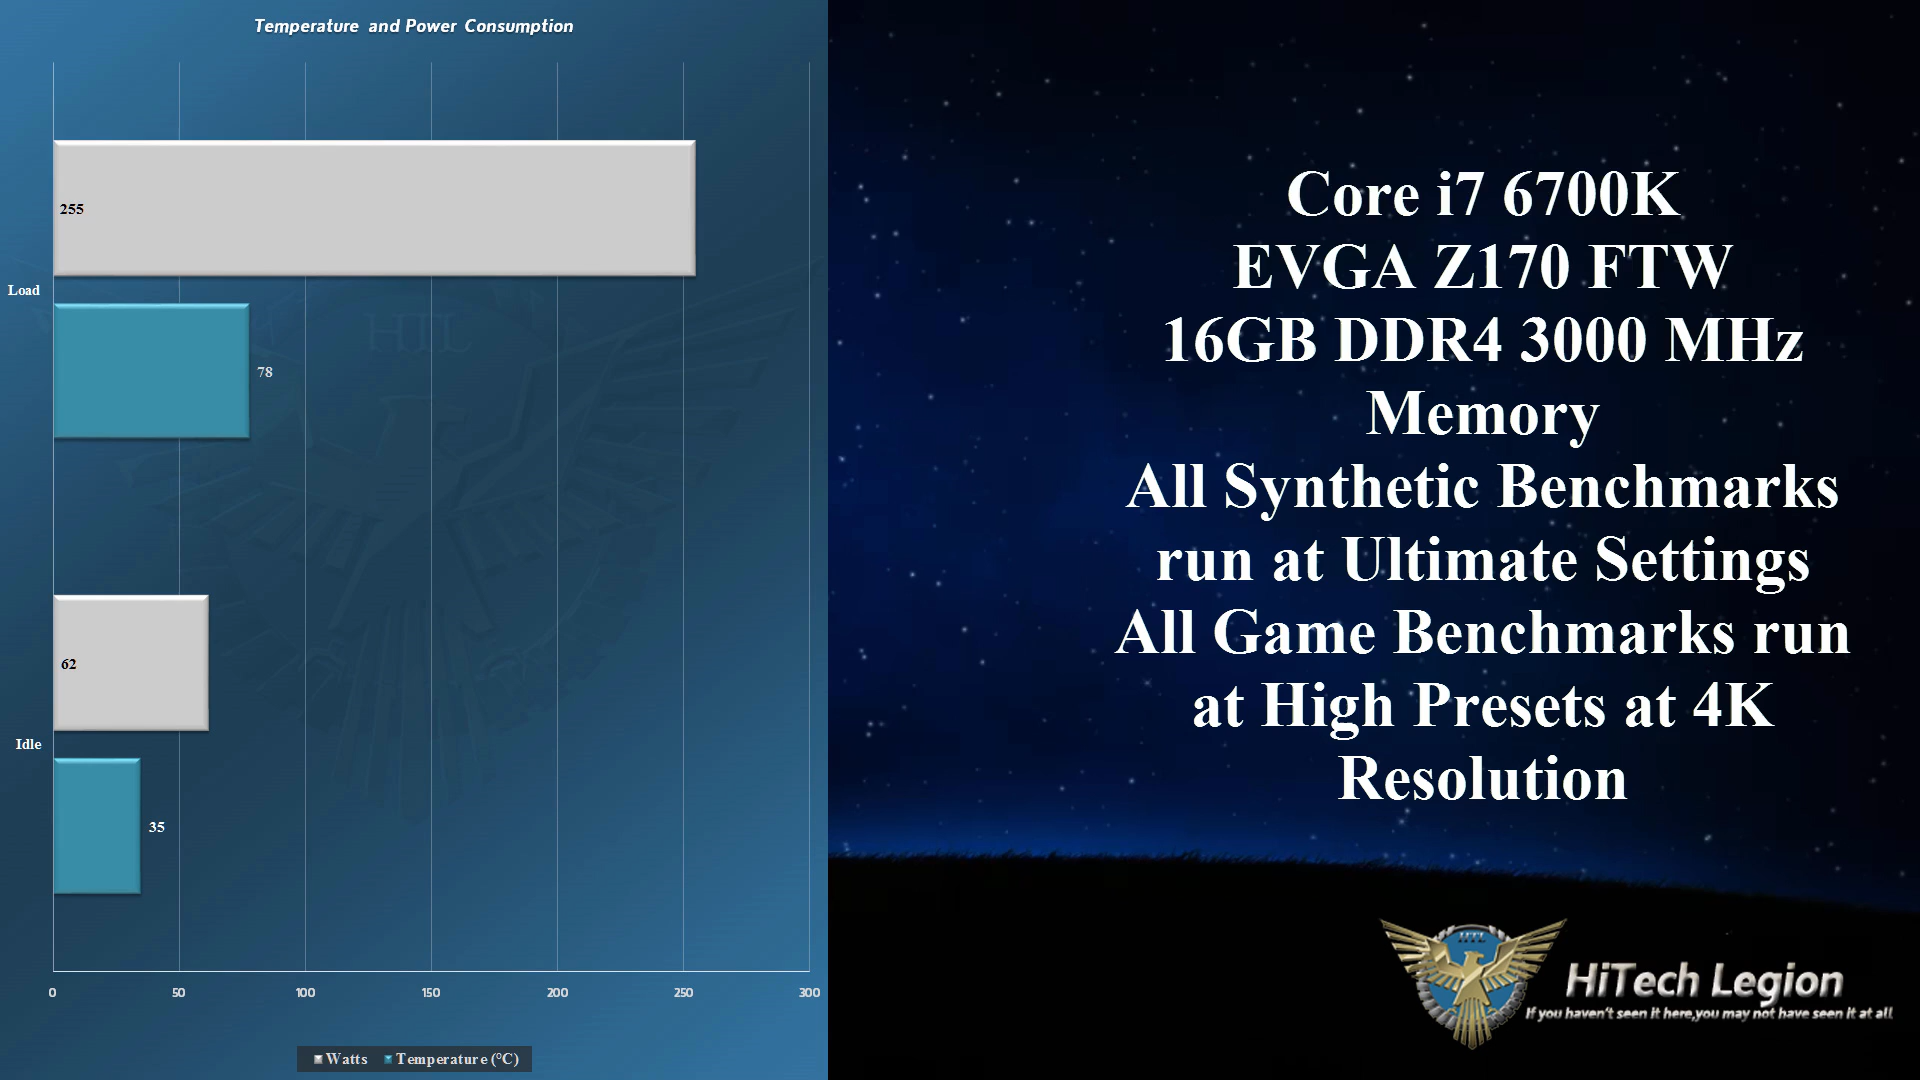 Temperature and Power Consumption
255
Load
78
62
Idle
35
0 50 100 150 200 250 300
Watts Temperature (°C)
Core i7 6700K
EVGA Z170 FTW
16GB DDR4 3000 MHz
Memory
All Synthetic Benchmarks
run at Ultimate Settings
All Game Benchmarks run
at High Presets at 4K
Resolution
HTL
HTL
HiTech Legion
If you haven't seen it here,you may not have seen it at all.